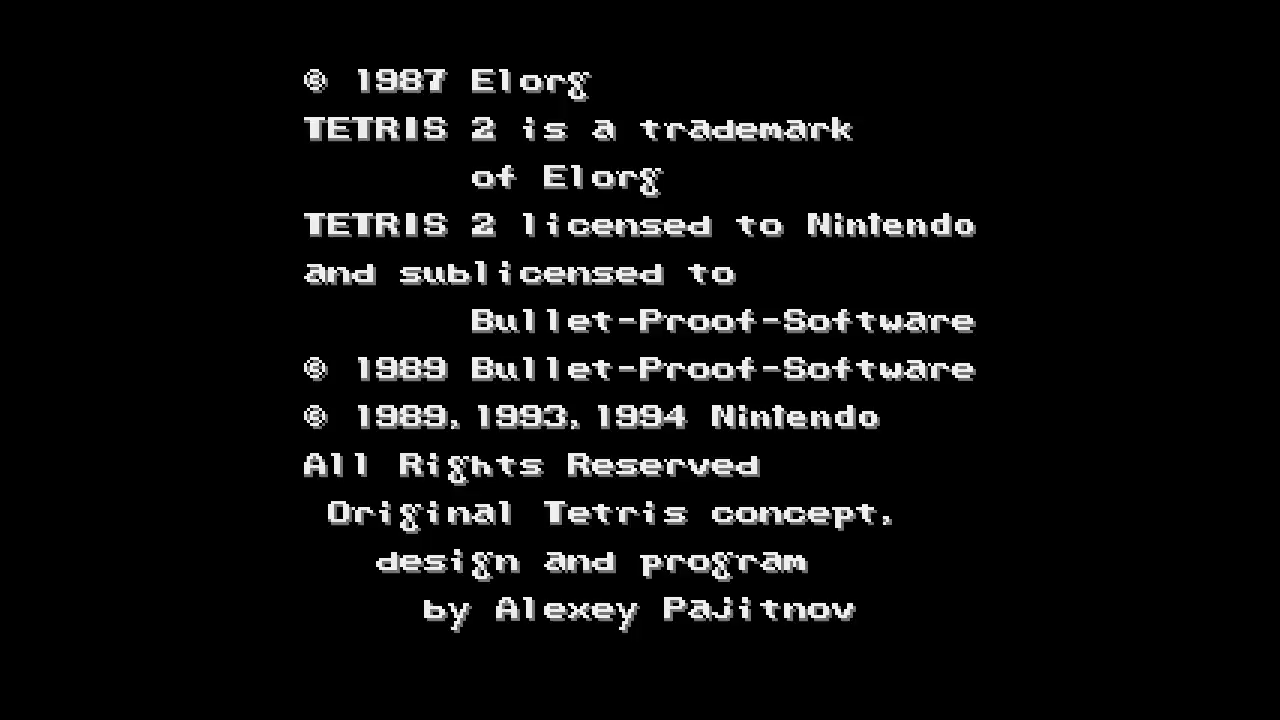 © 1987 Elorg
TETRIS 2 is a trademark
of Elorg
TETRIS 2 licensed to Nintendo
and sublicensed to
Bullet-Proof-Software
© 1989 Bullet-Proof-Software
© 1989, 1993, 1994 Nintendo
All Rights Reserved
Original Tetris concept,
design and program
by Alexey Pajitnov